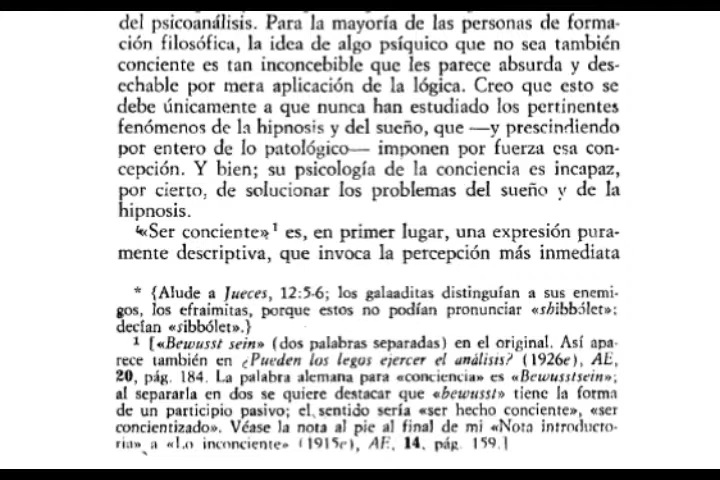 del psicoanálisis. Para la mayoría de las personas de forma-
ción filosófica, la idea de algo psíquico que no sea también
conciente es tan inconcebible que les parece absurda y des-
echable por mera aplicación de la lógica. Creo que esto se
debe únicamente a que nunca han estudiado los pertinentes
fenómenos de la hipnosis y del sueño, que —y prescindiendo
por entero de lo patológico— imponen por fuerza esa con-
cepción. Y bien; su psicología de la conciencia es incapaz,
por cierto, de solucionar los problemas del sueño y de la
hipnosis.
«Ser conciente»¹ es, en primer lugar, una expresión pura-
mente descriptiva, que invoca la percepción más inmediata
* {Alude a Jueces, 12:5-6; los galaaditas distinguían a sus enemi-
gos, los efraimitas, porque estos no podían pronunciar «shibbólet»;
decían «sibbólet».}
¹ [«Bewusst sein» (dos palabras separadas) en el original. Así apa-
rece también en ¿Pueden los legos ejercer el análisis? (1926e), AE,
20, pág. 184. La palabra alemana para «conciencia» es «Bewusstsein»;
al separarla en dos se quiere destacar que «bewusst» tiene la forma
de un participio pasivo; el sentido sería «ser hecho conciente», «ser
concientizado». Véase la nota al pie al final de mi «Nota introducto-
ria» a «Lo inconciente» (1915e), AE, 14, pág. 159.]